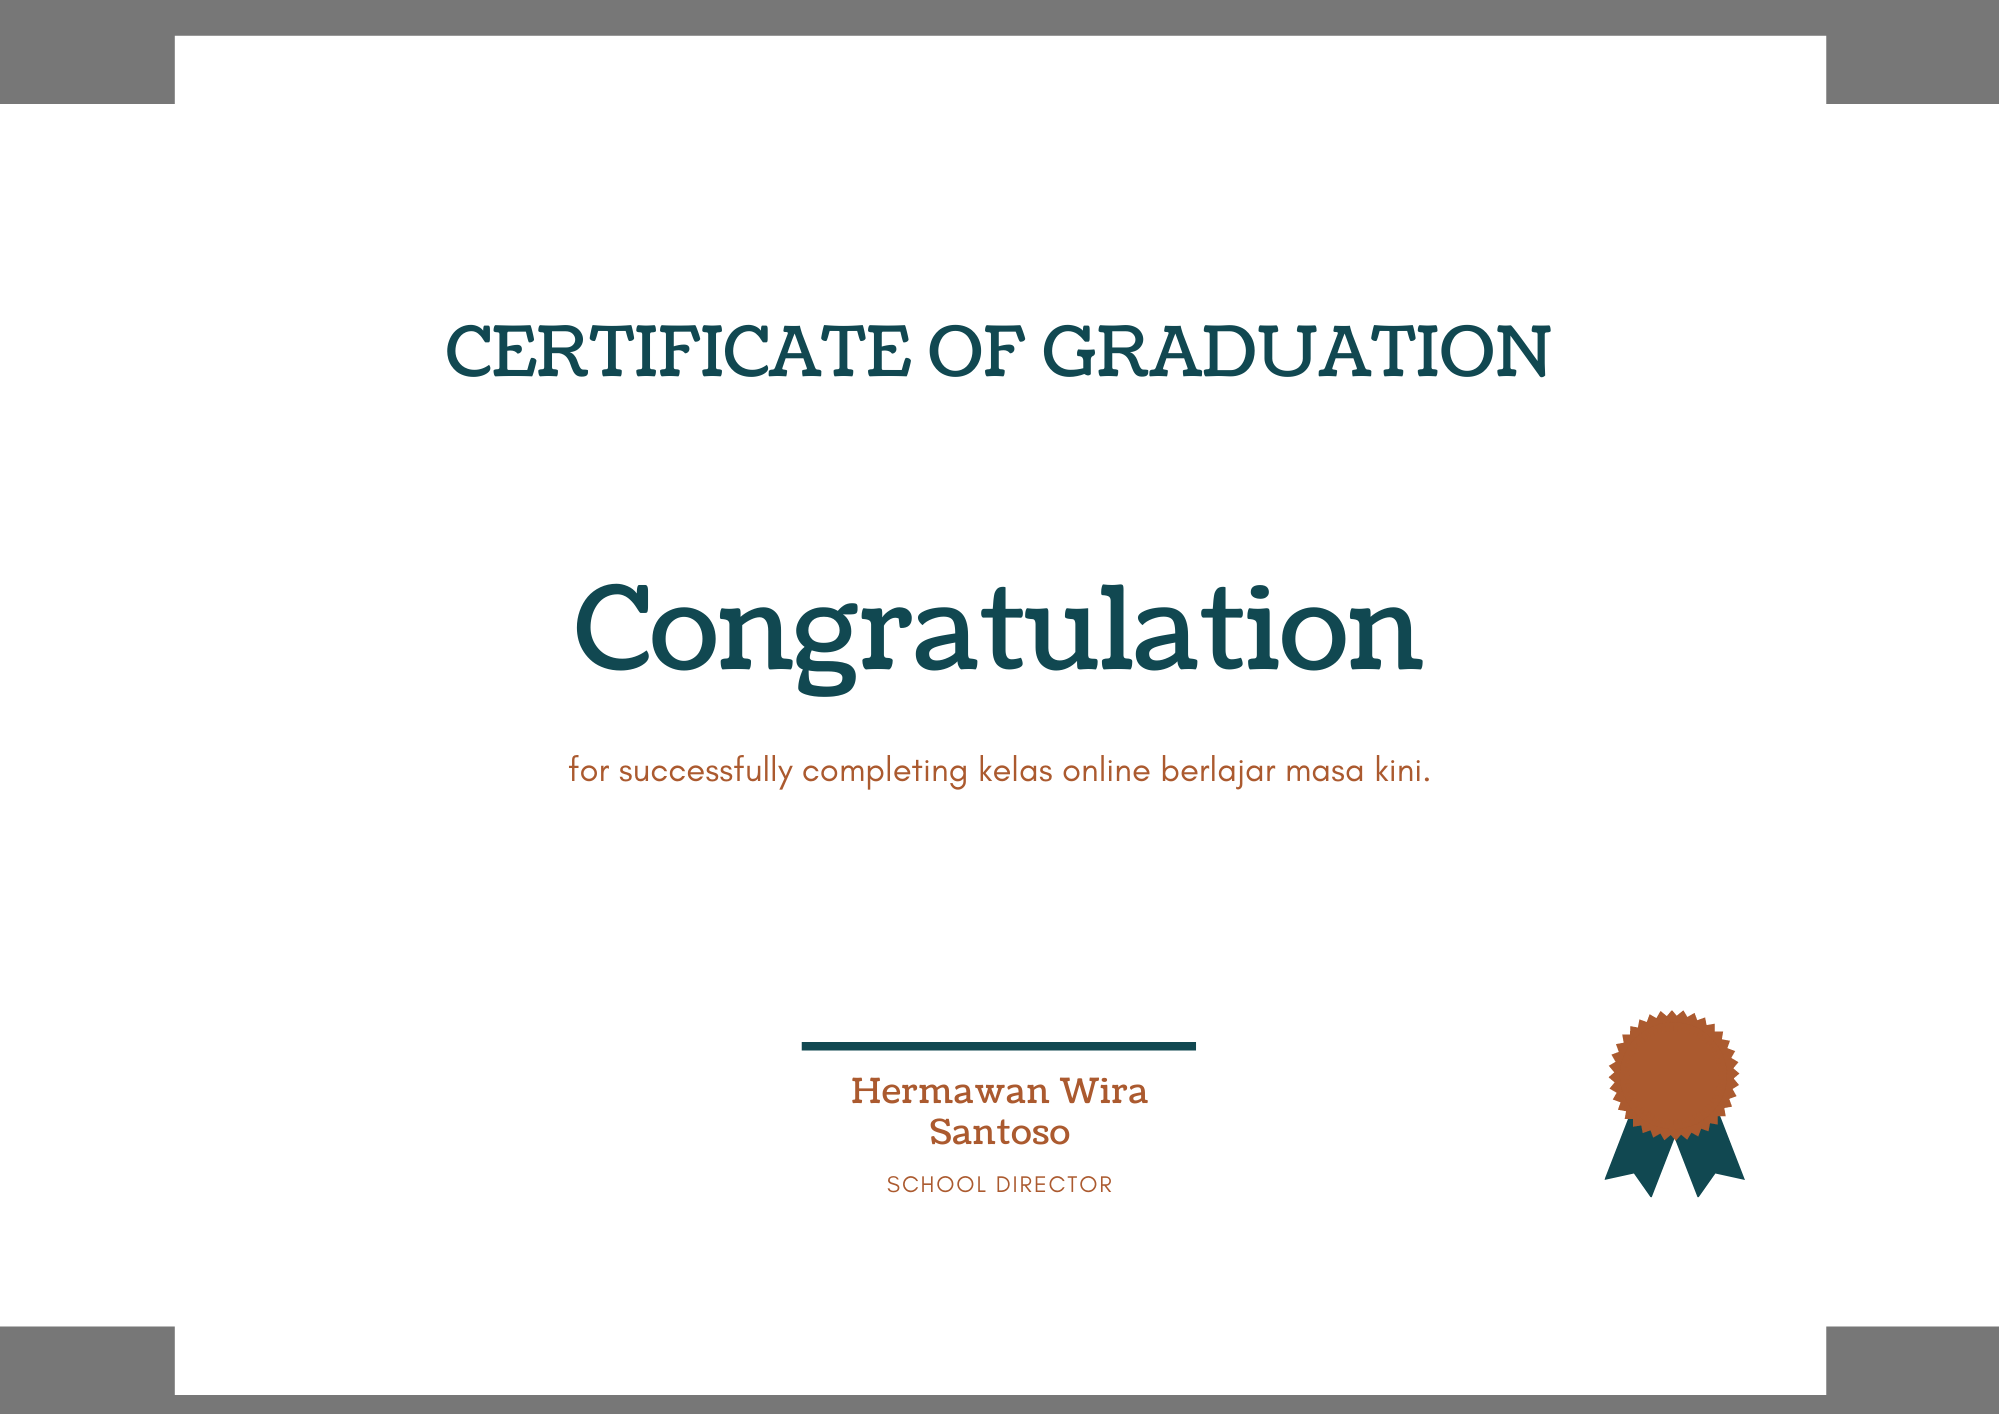 CERTIFICATE OF GRADUATION
Congratulation
for successfully completing kelas online berlajar masa kini.
Hermawan Wira
Santoso
SCHOOL DIRECTOR